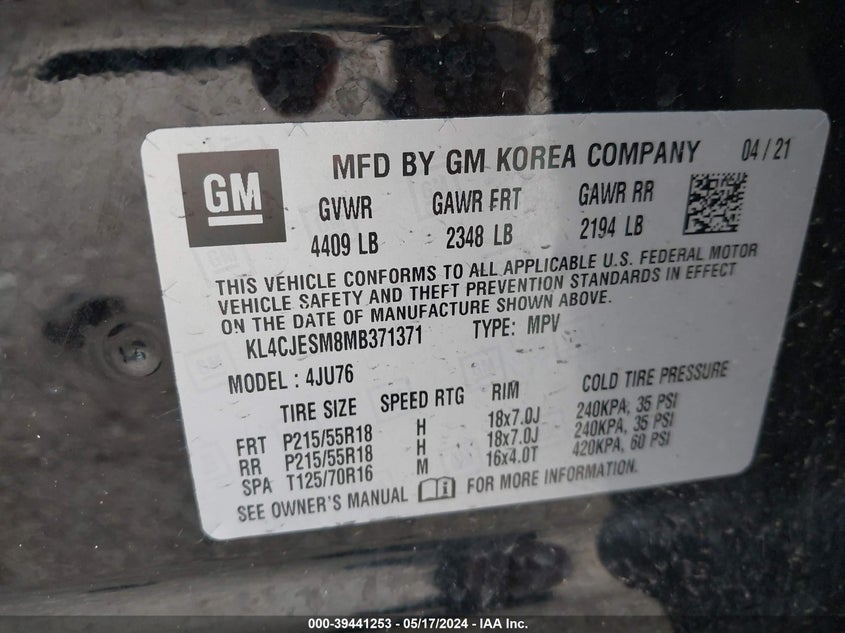 GM
MFD BY GM KOREA COMPANY 04 / 21
GVWR GAWR FRT GAWR RR
4409 LB 2348 LB 2194 LB
THIS VEHICLE CONFORMS TO ALL APPLICABLE U.S. FEDERAL MOTOR
VEHICLE SAFETY AND THEFT PREVENTION STANDARDS IN EFFECT
ON THE DATE OF MANUFACTURE SHOWN ABOVE.
KL4CJESM8MB371371 TYPE: MPV
MODEL : 4JU76
TIRE SIZE SPEED RTG RIM COLD TIRE PRESSURE
FRT P215/55R18 H 18x7.0J 240KPA, 35 PSI
RR P215/55R18 H 18x7.0J 240KPA, 35 PSI
SPA T125/70R16 M 16x4.0T 420KPA, 60 PSI
SEE OWNER'S MANUAL FOR MORE INFORMATION.
000-39441253 - 05/17/2024 - IAA Inc.